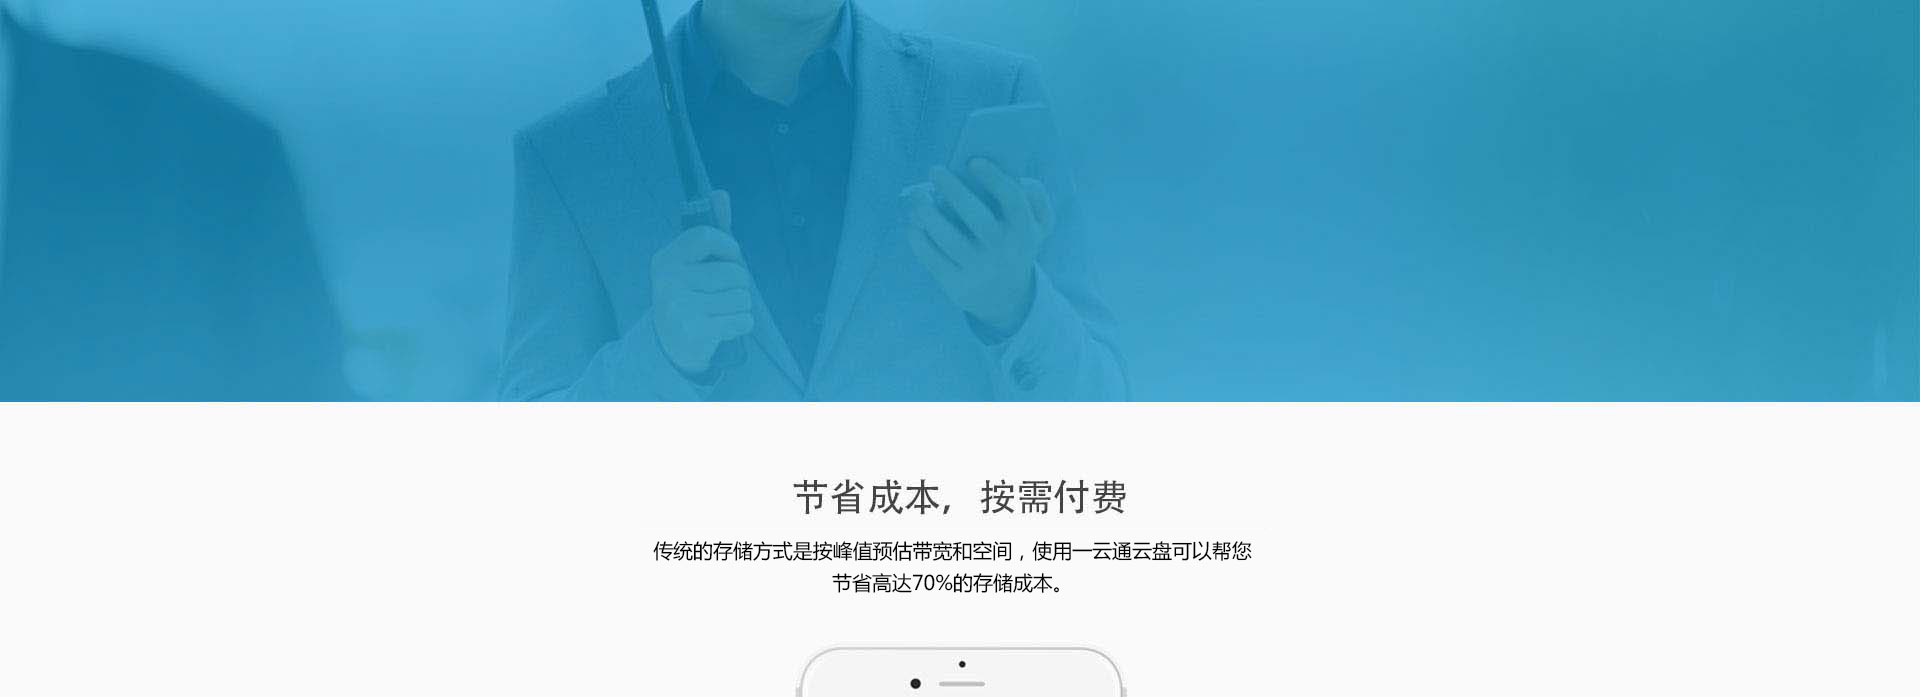 节省成本，按需付费
传统的存储方式是按峰值预估带宽和空间，使用一云通云盘可以帮您
节省高达70%的存储成本。